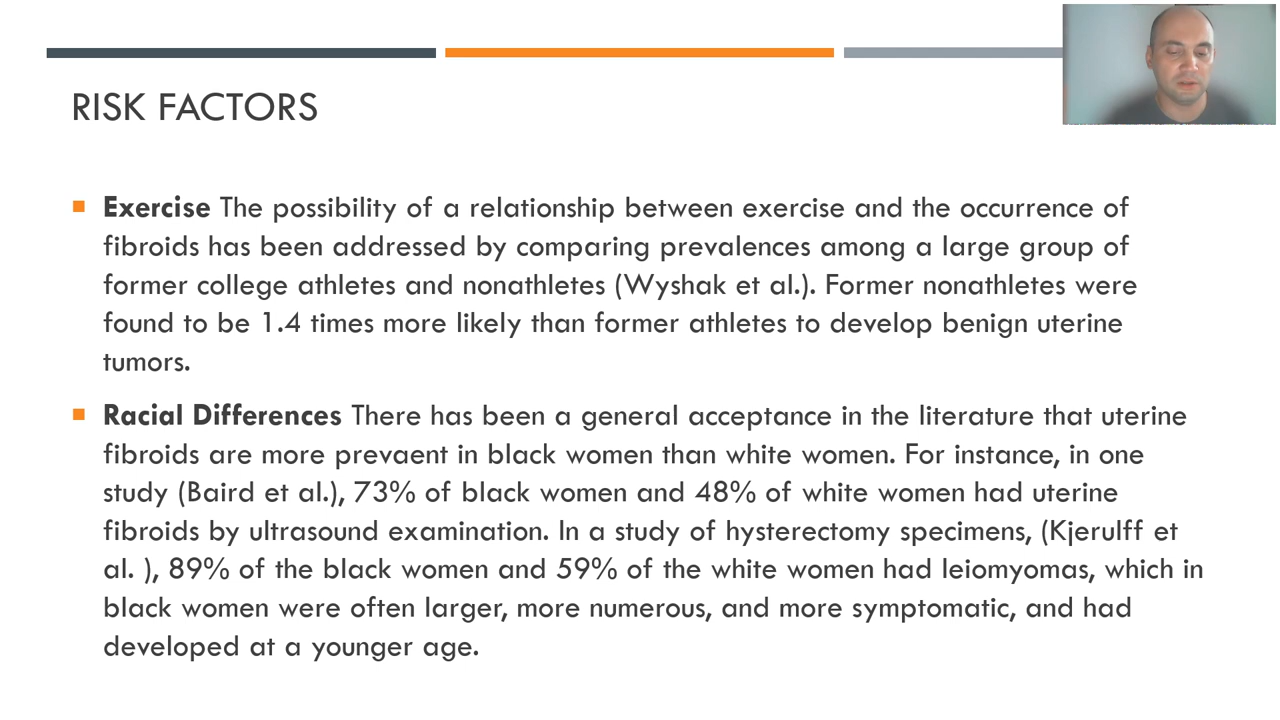 RISK FACTORS
Exercise The possibility of a relationship between exercise and the occurrence of
fibroids has been addressed by comparing prevalences among a large group of
former college athletes and nonathletes (Wyshak et al.). Former nonathletes were
found to be 1.4 times more likely than former athletes to develop benign uterine
tumors.
Racial Differences There has been a general acceptance in the literature that uterine
fibroids are more prevaent in black women than white women. For instance, in one
study (Baird et al.), 73% of black women and 48% of white women had uterine
fibroids by ultrasound examination. In a study of hysterectomy specimens, (Kjerulff et
al. ), 89% of the black women and 59% of the white women had leiomyomas, which in
black women were often larger, more numerous, and more symptomatic, and had
developed at a younger age.